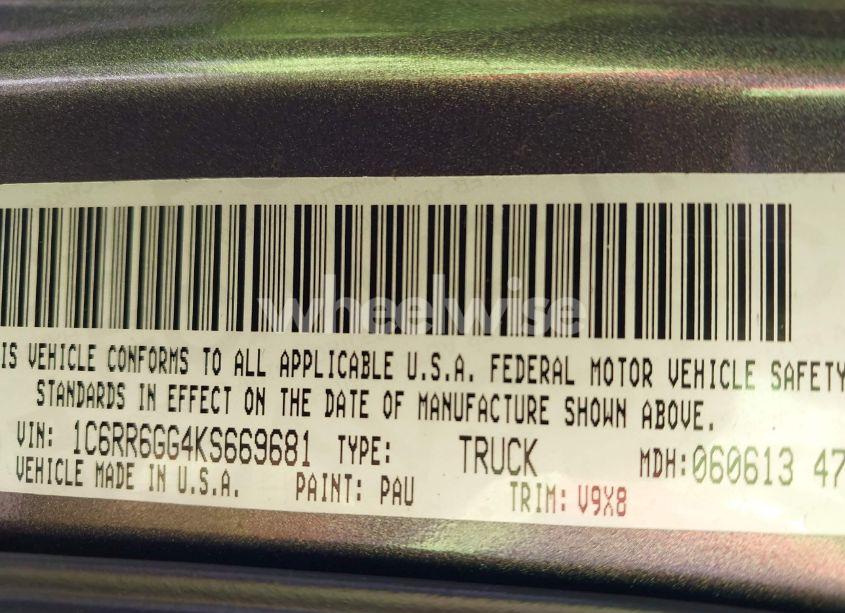 wheelwise
IS VEHICLE CONFORMS TO ALL APPLICABLE U.S.A. FEDERAL MOTOR VEHICLE SAFETY
STANDARDS IN EFFECT ON THE DATE OF MANUFACTURE SHOWN ABOVE.
VIN: 1C6RR6GG4KS669681 TYPE: TRUCK MDH:060613 47
VEHICLE MADE IN U.S.A. PAINT: PAU TRIM: V9X8